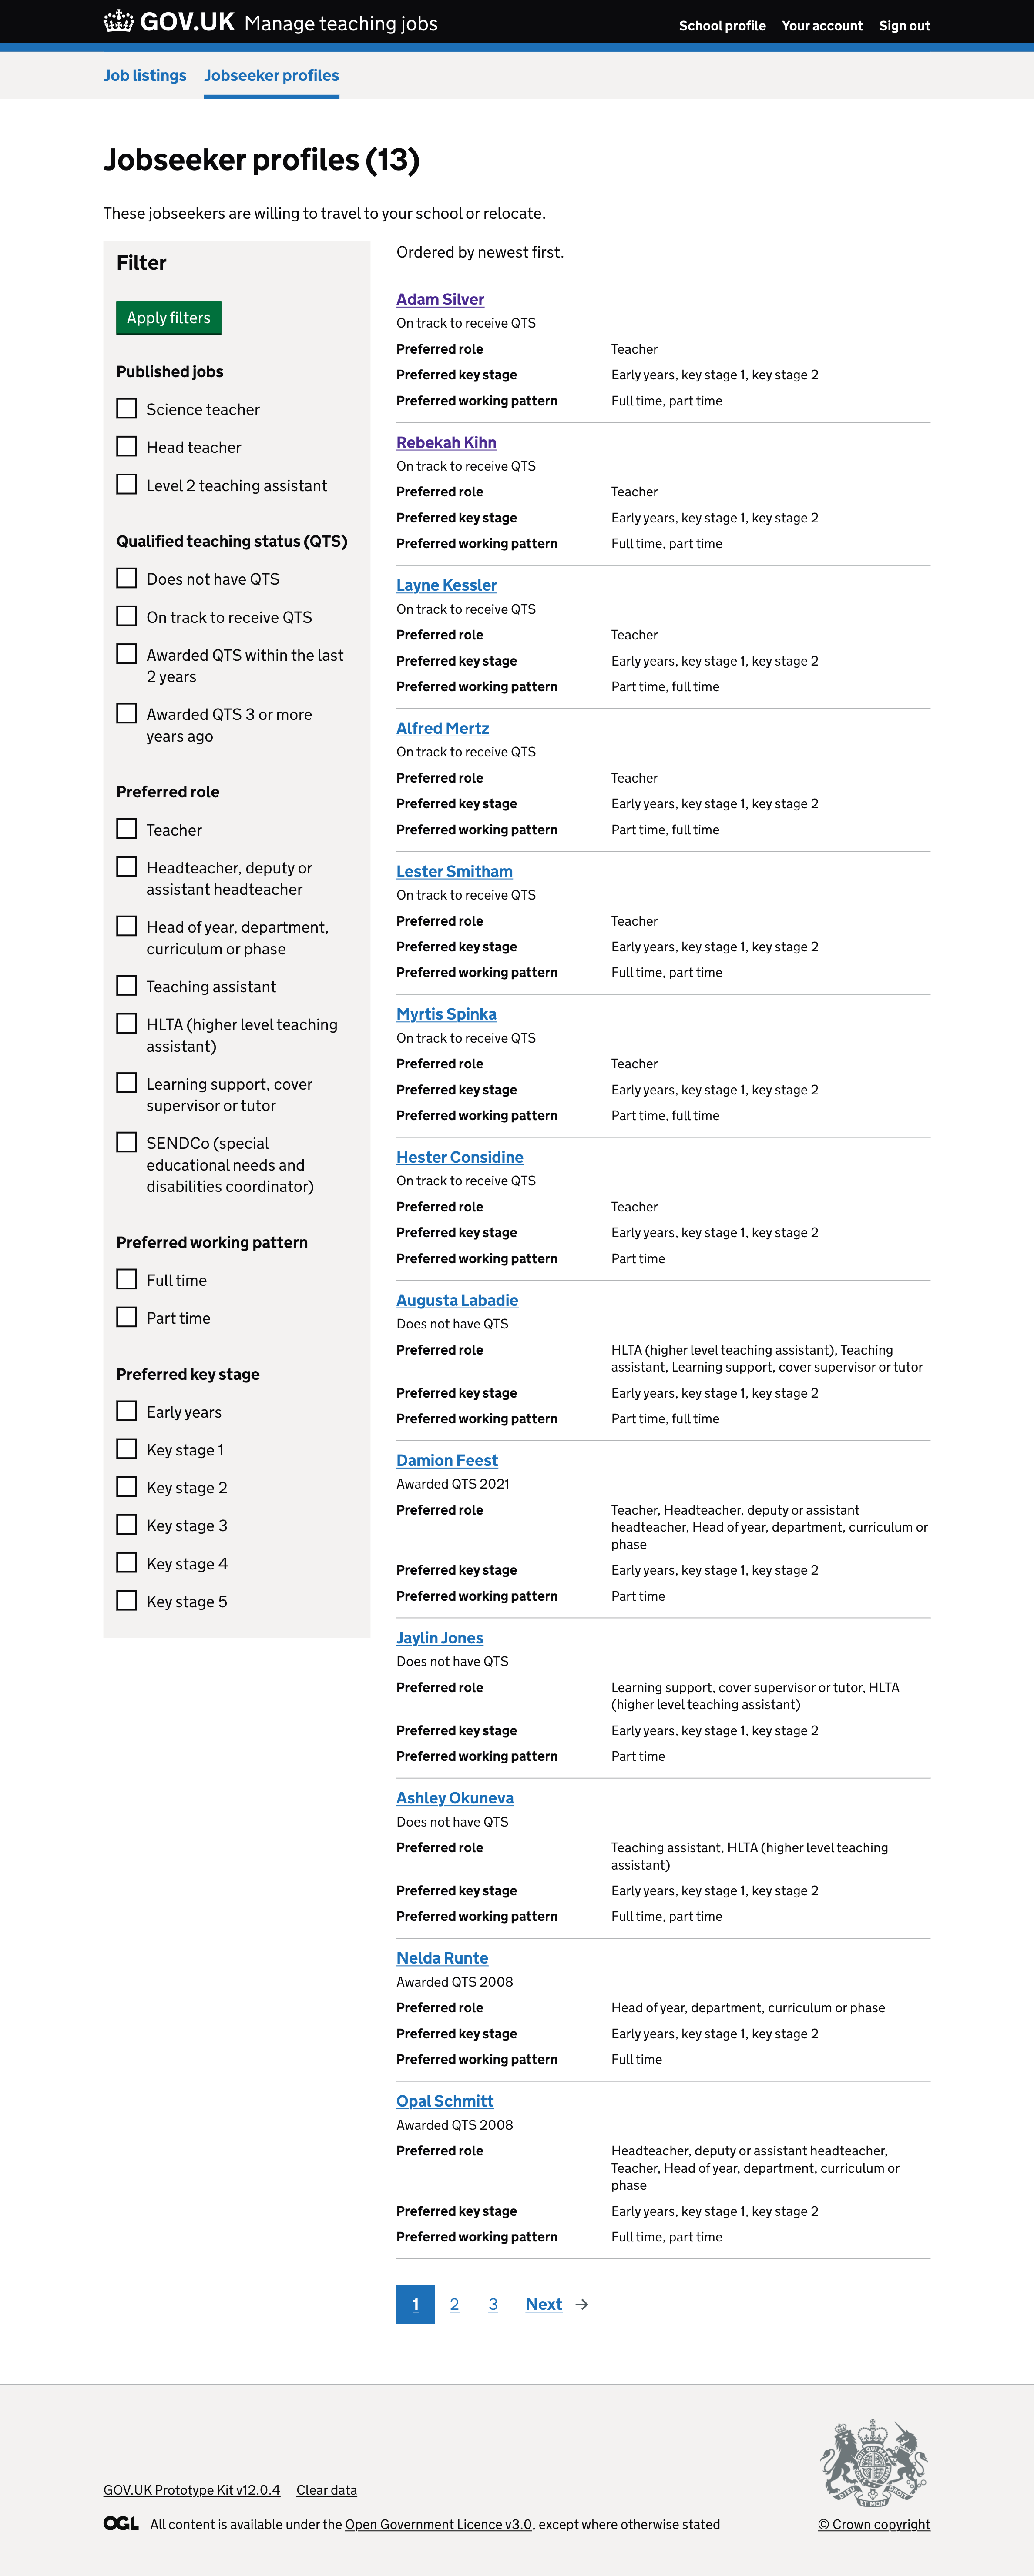 GOV.UK Manage teaching jobs
School profile Your account Sign out
Job listings Jobseeker profiles
Jobseeker profiles (13)
These jobseekers are willing to travel to your school or relocate.
Filter
Apply filters
Published jobs
Science teacher
Head teacher
Level 2 teaching assistant
Qualified teaching status (QTS)
Does not have QTS
On track to receive QTS
Awarded QTS within the last
2 years
Awarded QTS 3 or more
years ago
Preferred role
Teacher
Headteacher, deputy or
assistant headteacher
Head of year, department,
curriculum or phase
Teaching assistant
HLTA (higher level teaching
assistant)
Learning support, cover
supervisor or tutor
SENDCo (special
educational needs and
disabilities coordinator)
Preferred working pattern
Full time
Part time
Preferred key stage
Early years
Key stage 1
Key stage 2
Key stage 3
Key stage 4
Key stage 5
Ordered by newest first.
Adam Silver
On track to receive QTS
Preferred role Teacher
Preferred key stage Early years, key stage 1, key stage 2
Preferred working pattern Full time, part time
Rebekah Kihn
On track to receive QTS
Preferred role Teacher
Preferred key stage Early years, key stage 1, key stage 2
Preferred working pattern Full time, part time
Layne Kessler
On track to receive QTS
Preferred role Teacher
Preferred key stage Early years, key stage 1, key stage 2
Preferred working pattern Part time, full time
Alfred Mertz
On track to receive QTS
Preferred role Teacher
Preferred key stage Early years, key stage 1, key stage 2
Preferred working pattern Part time, full time
Lester Smitham
On track to receive QTS
Preferred role Teacher
Preferred key stage Early years, key stage 1, key stage 2
Preferred working pattern Full time, part time
Myrtis Spinka
On track to receive QTS
Preferred role Teacher
Preferred key stage Early years, key stage 1, key stage 2
Preferred working pattern Part time, full time
Hester Considine
On track to receive QTS
Preferred role Teacher
Preferred key stage Early years, key stage 1, key stage 2
Preferred working pattern Part time
Augusta Labadie
Does not have QTS
Preferred role HLTA (higher level teaching assistant), Teaching
assistant, Learning support, cover supervisor or tutor
Preferred key stage Early years, key stage 1, key stage 2
Preferred working pattern Part time, full time
Damion Feest
Awarded QTS 2021
Preferred role Teacher, Headteacher, deputy or assistant
headteacher, Head of year, department, curriculum or
phase
Preferred key stage Early years, key stage 1, key stage 2
Preferred working pattern Part time
Jaylin Jones
Does not have QTS
Preferred role Learning support, cover supervisor or tutor, HLTA
(higher level teaching assistant)
Preferred key stage Early years, key stage 1, key stage 2
Preferred working pattern Part time
Ashley Okuneva
Does not have QTS
Preferred role Teaching assistant, HLTA (higher level teaching
assistant)
Preferred key stage Early years, key stage 1, key stage 2
Preferred working pattern Full time, part time
Nelda Runte
Awarded QTS 2008
Preferred role Head of year, department, curriculum or phase
Preferred key stage Early years, key stage 1, key stage 2
Preferred working pattern Full time
Opal Schmitt
Awarded QTS 2008
Preferred role Headteacher, deputy or assistant headteacher,
Teacher, Head of year, department, curriculum or
phase
Preferred key stage Early years, key stage 1, key stage 2
Preferred working pattern Full time, part time
1 2 3 Next →
GOV.UK Prototype Kit v12.0.4 Clear data
OGL All content is available under the Open Government Licence v3.0, except where otherwise stated
© Crown copyright